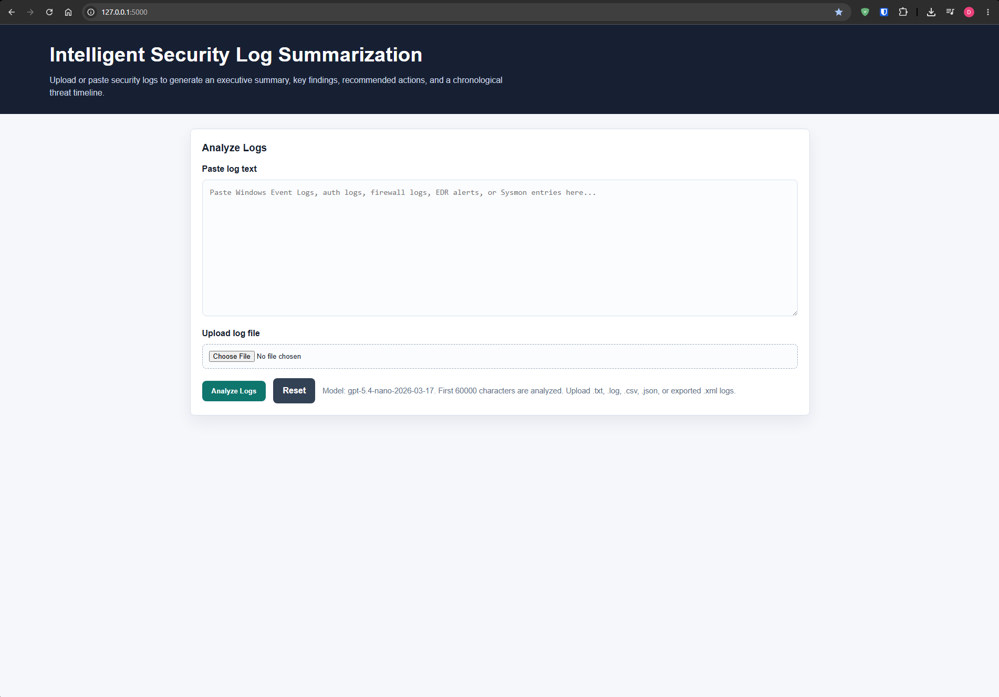 127.0.0.1:5000
D
Intelligent Security Log Summarization
Upload or paste security logs to generate an executive summary, key findings, recommended actions, and a chronological
threat timeline.
Analyze Logs
Paste log text
Paste Windows Event Logs, auth logs, firewall logs, EDR alerts, or Sysmon entries here...
Upload log file
Choose File No file chosen
Analyze Logs Reset Model: gpt-5.4-nano-2026-03-17. First 60000 characters are analyzed. Upload .txt, .log, .csv, .json, or exported .xml logs.